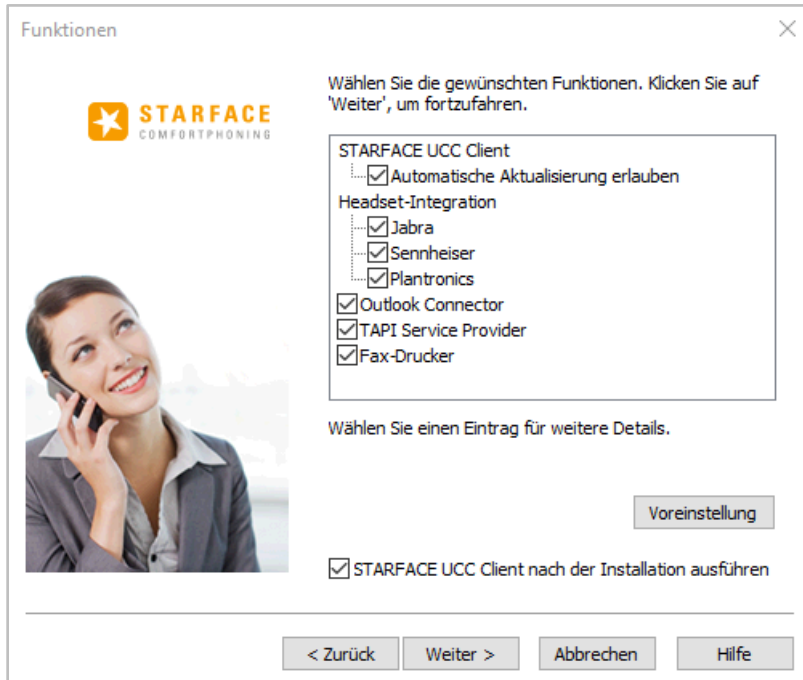 Funktionen
STARFACE
COMFORTPHONING
Wählen Sie die gewünschten Funktionen. Klicken Sie auf
'Weiter', um fortzufahren.
STARFACE UCC Client
Automatische Aktualisierung erlauben
Headset-Integration
Jabra
Sennheiser
Plantronics
Outlook Connector
TAPI Service Provider
Fax-Drucker
Wählen Sie einen Eintrag für weitere Details.
Voreinstellung
STARFACE UCC Client nach der Installation ausführen
< Zurück
Weiter >
Abbrechen
Hilfe